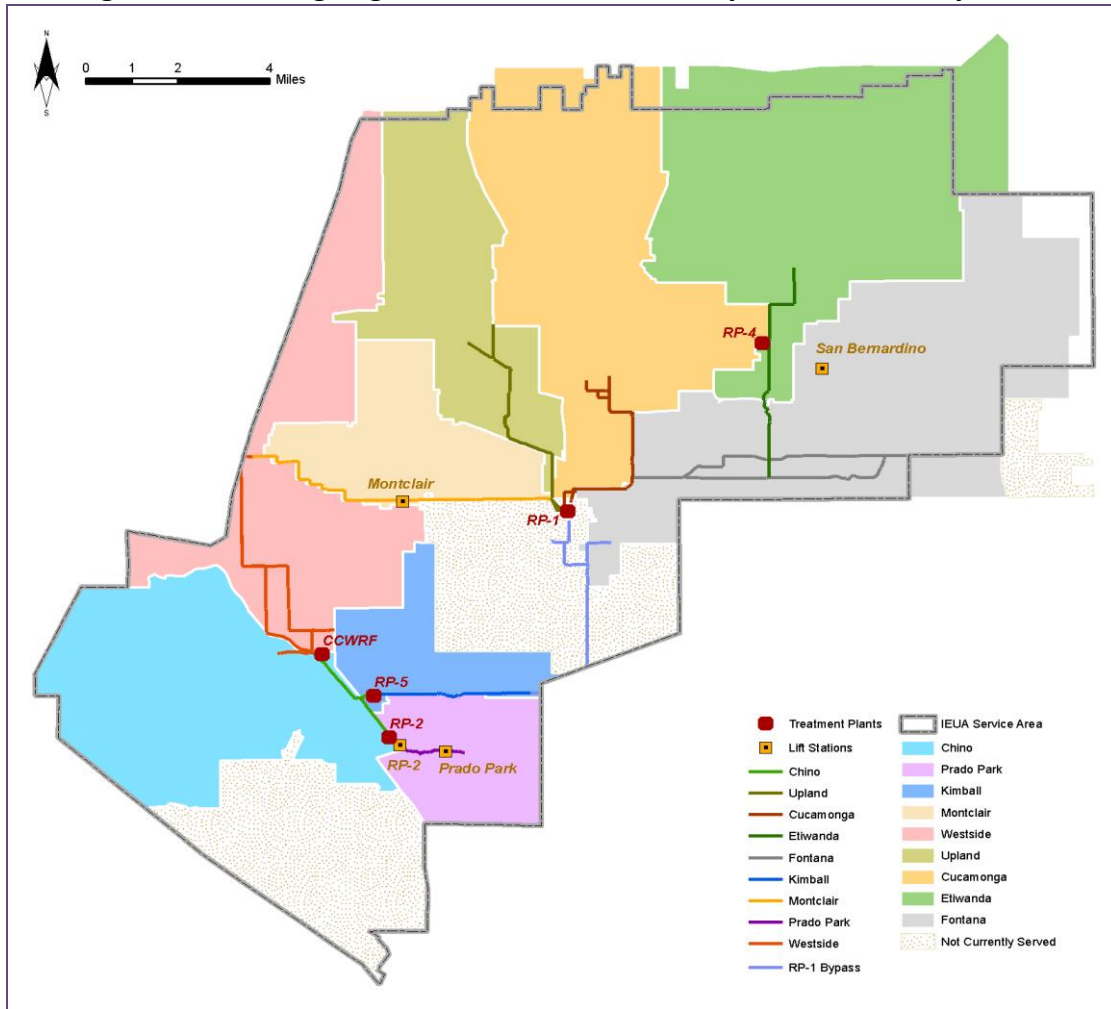 N
S
0 1 2 4
Miles
RP-4
San Bernardino
Montclair
RP-1
CCWRF
RP-5
RP-2
RP-2
Prado Park
Treatment Plants
Lift Stations
Chino
Upland
Cucamonga
Etiwanda
Fontana
Kimball
Montclair
Prado Park
Westside
RP-1 Bypass
IEUA Service Area
Chino
Prado Park
Kimball
Montclair
Westside
Upland
Cucamonga
Etiwanda
Fontana
Not Currently Served